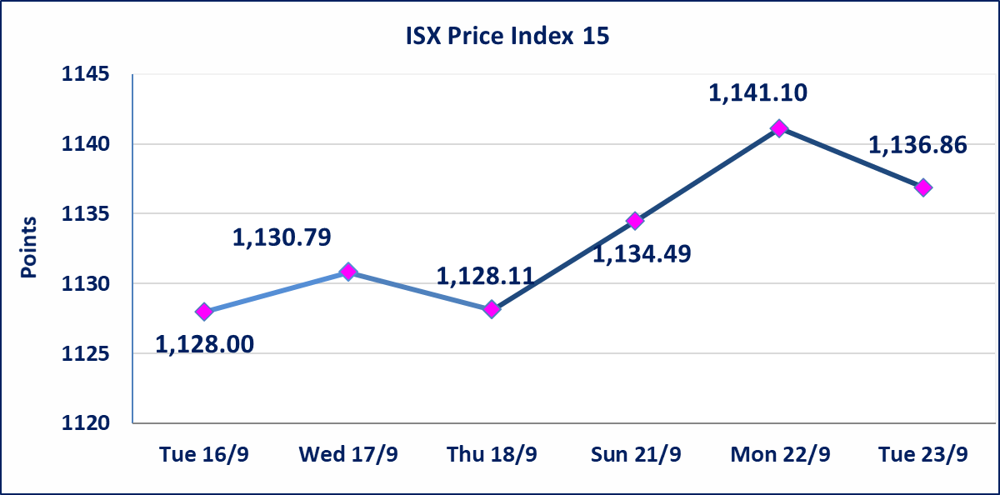 ISX Price Index 15
1145
1140
1135
1130
1125
1120
Points
1,128.00
1,130.79
1,128.11
1,134.49
1,141.10
1,136.86
Tue 16/9
Wed 17/9
Thu 18/9
Sun 21/9
Mon 22/9
Tue 23/9